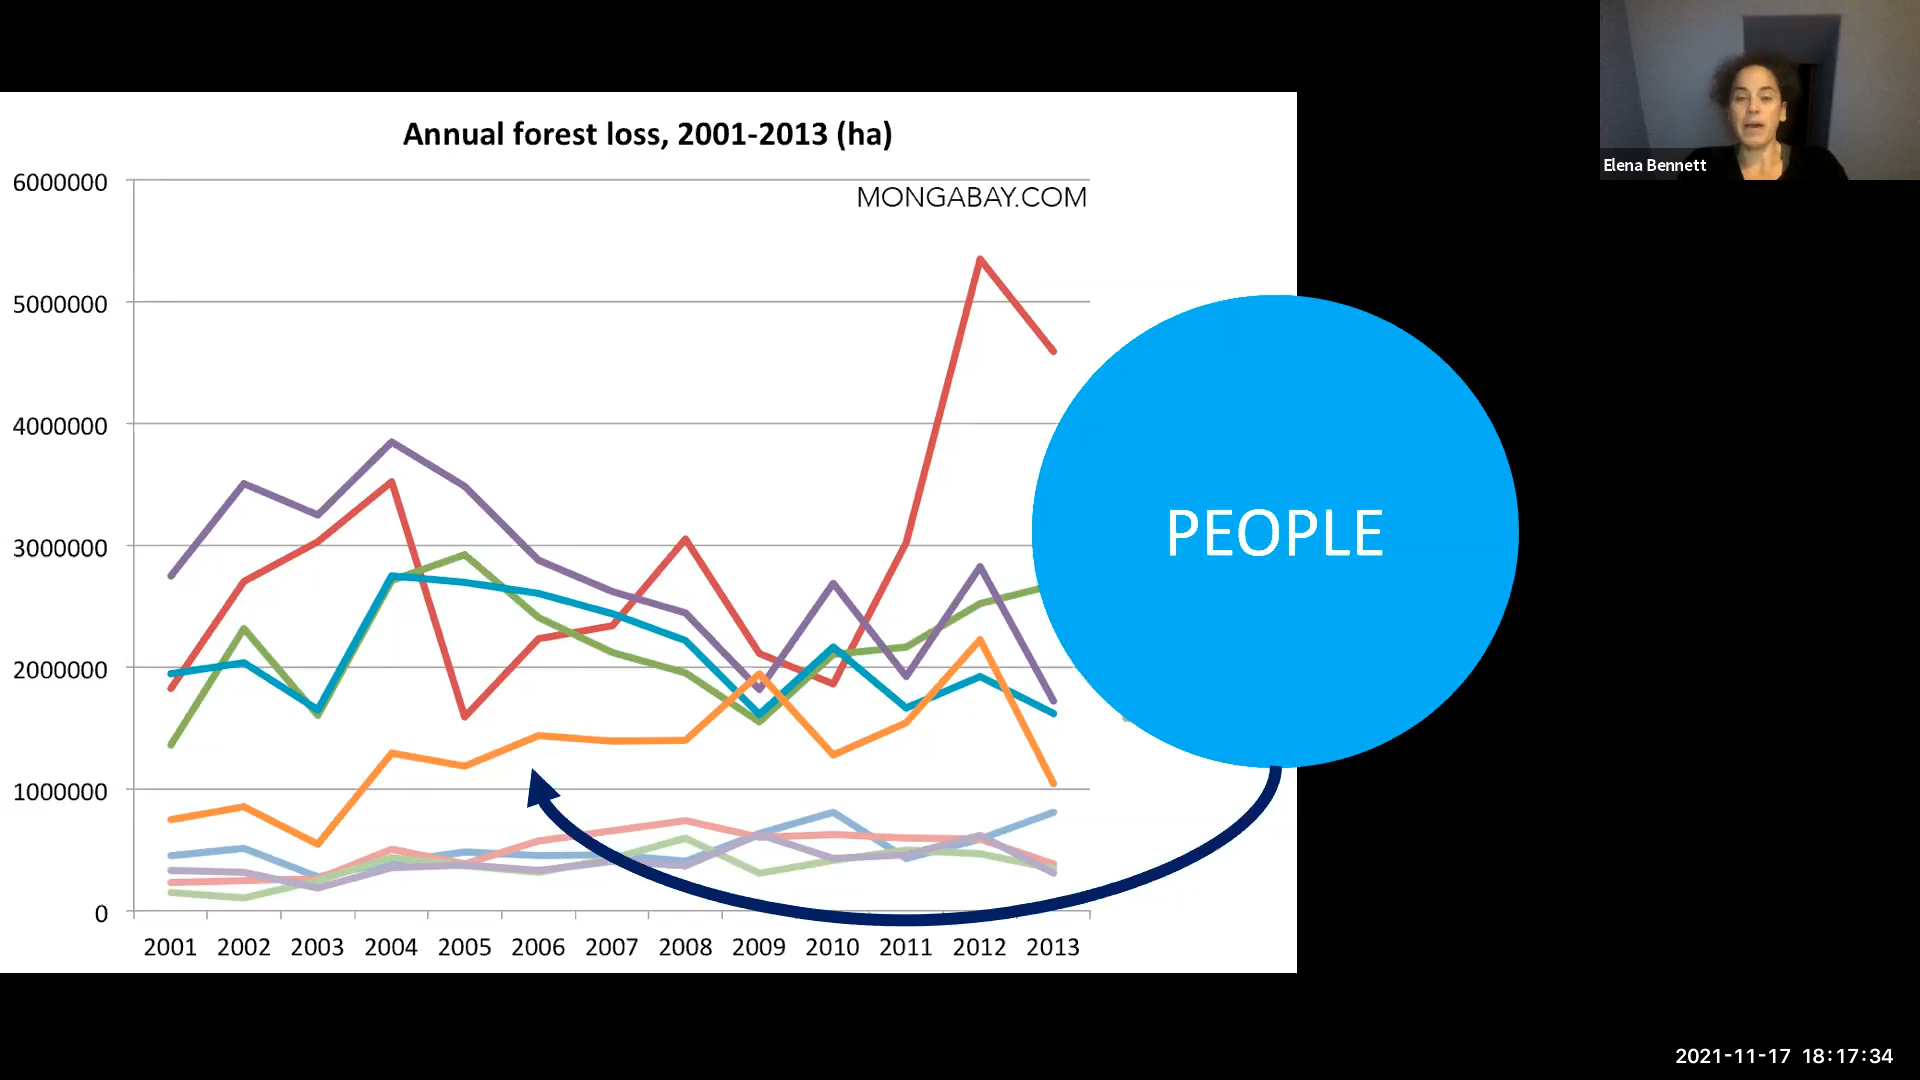 Annual forest loss, 2001-2013 (ha)
MONGABAY.COM
6000000
5000000
4000000
3000000
2000000
1000000
0
2001 2002 2003 2004 2005 2006 2007 2008 2009 2010 2011 2012 2013
PEOPLE
Elena Bennett
2021-11-17 18:17:34